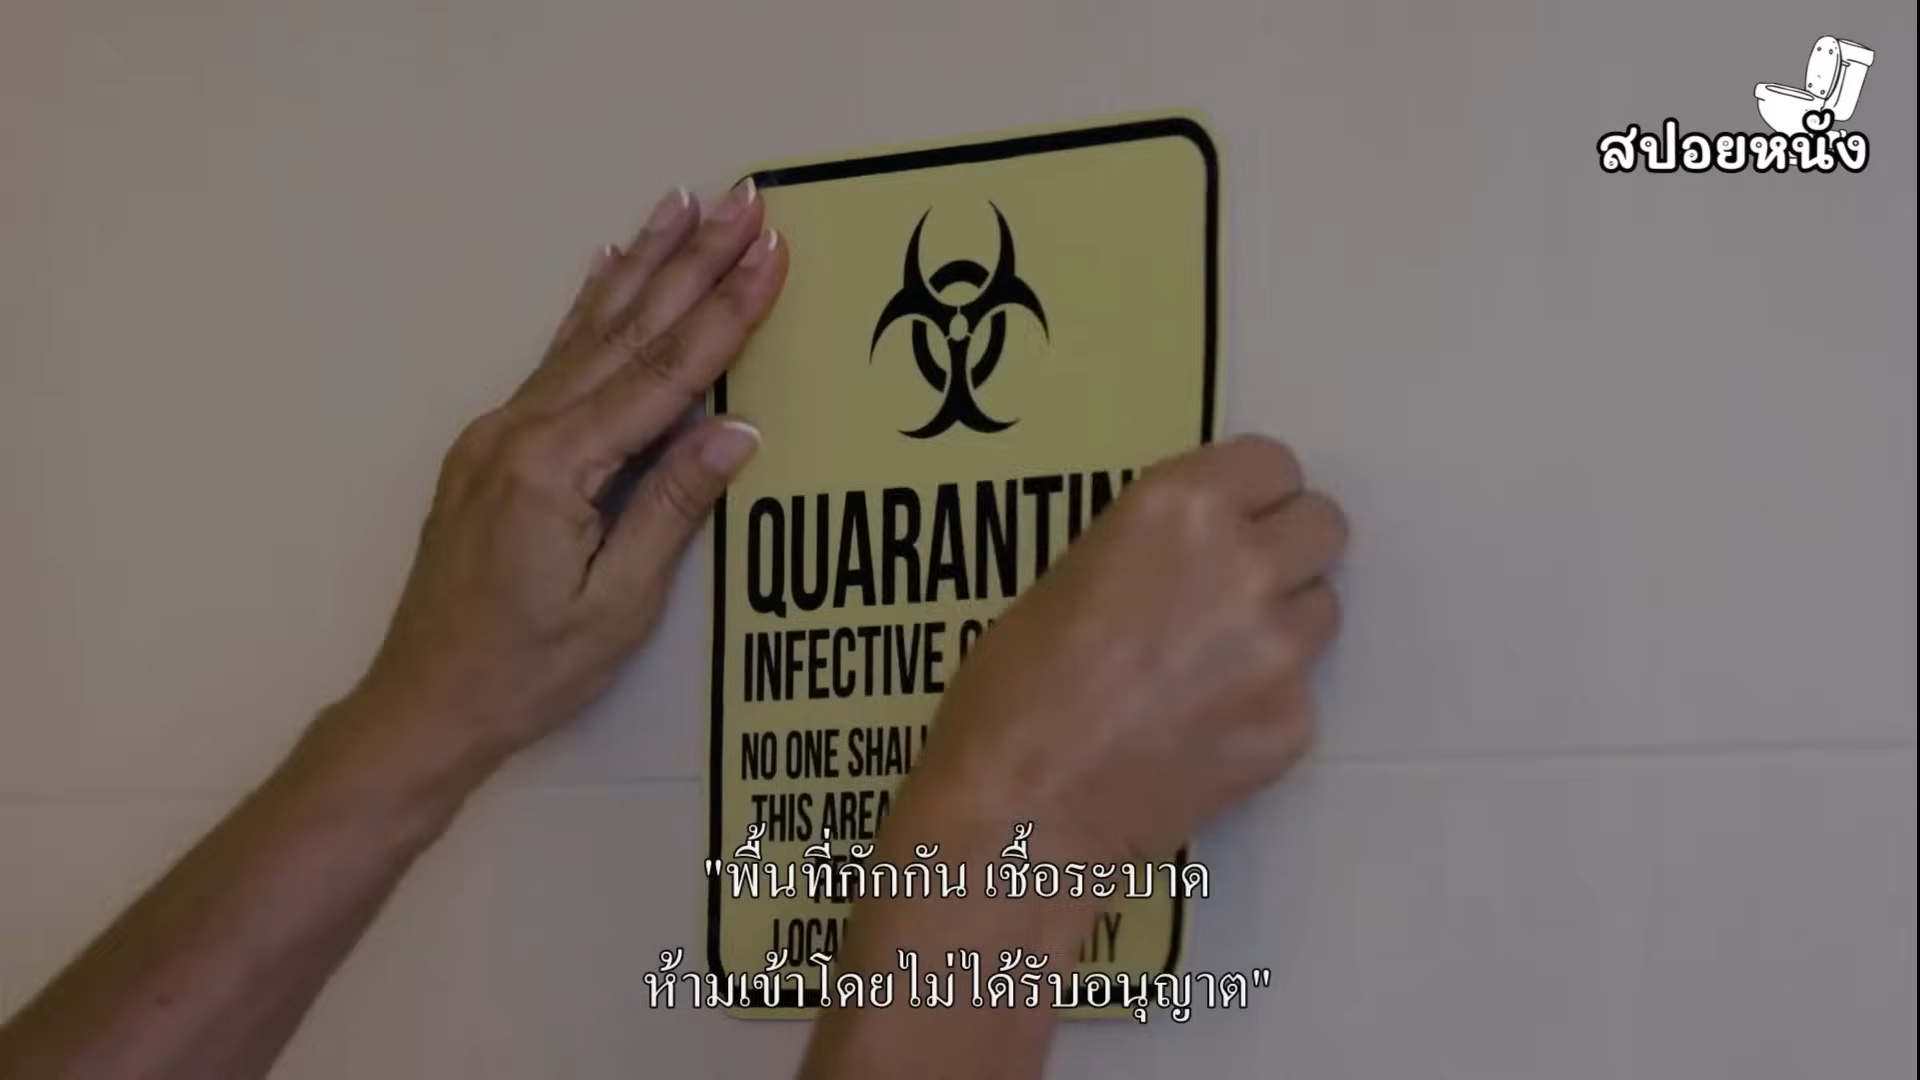 สปอยหนัง
QUARANTIN
INFECTIVE
NO ONE SHALL
THIS AREA
"พื้นที่กักกัน เชื้อระบาด
ห้ามเข้าโดยไม่ได้รับอนุญาต"